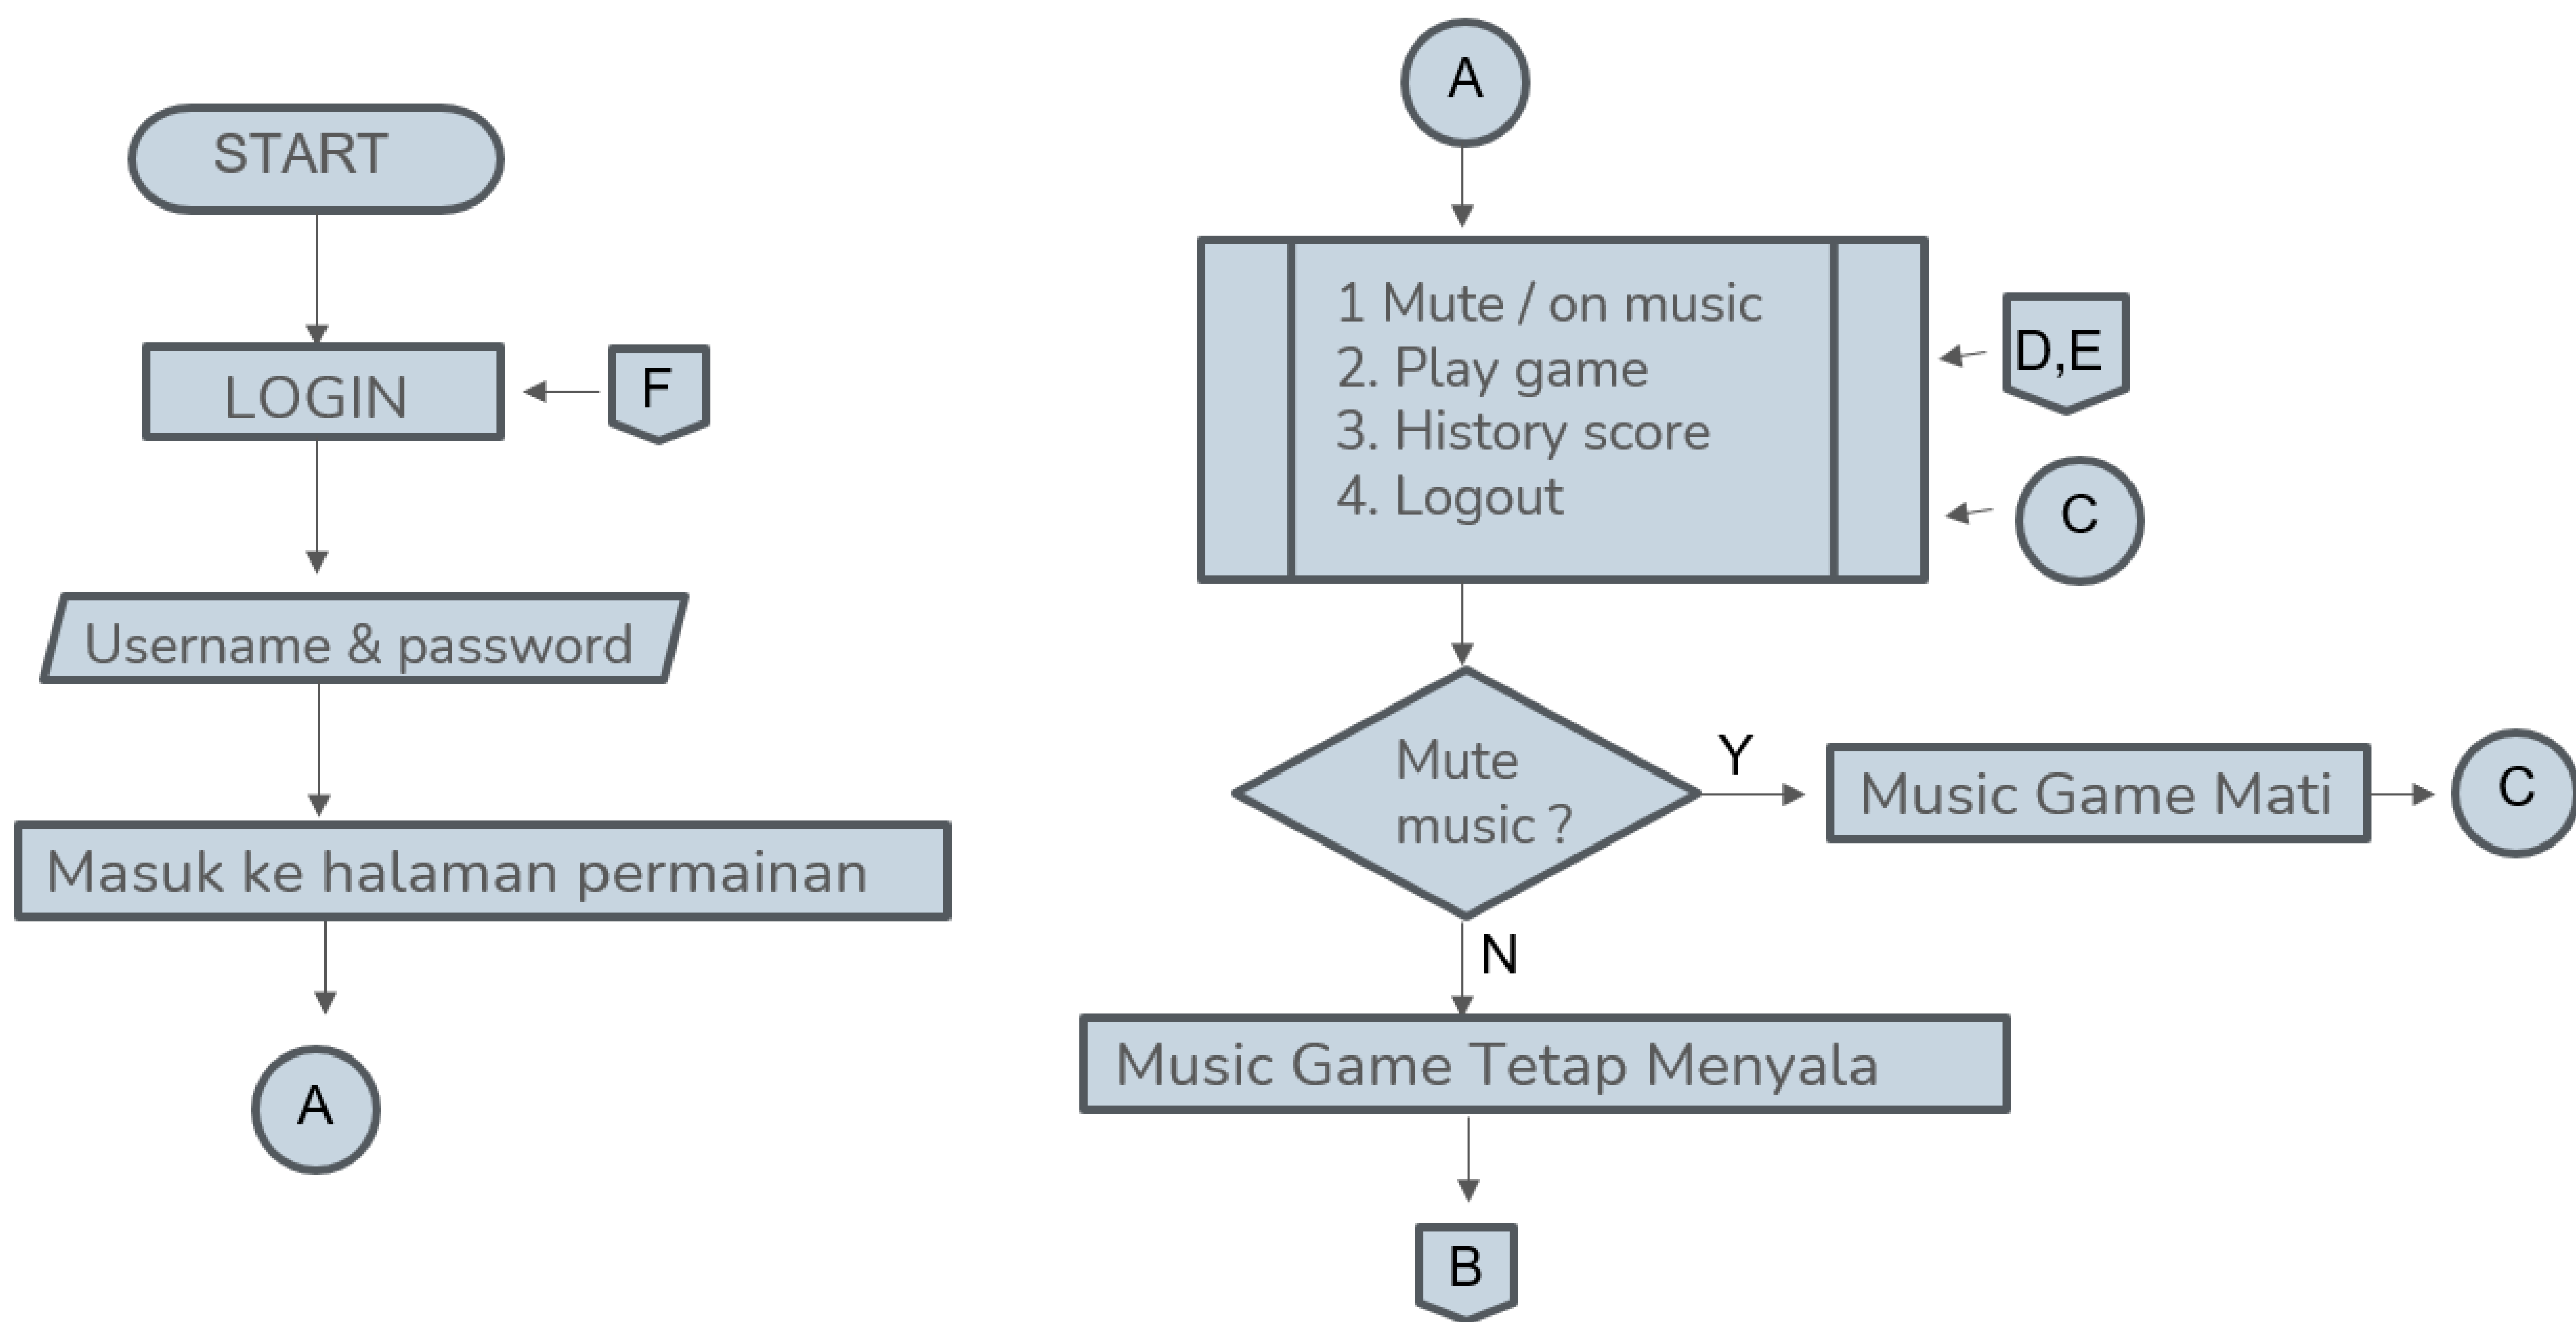 START
LOGIN
F
Username & password
Masuk ke halaman permainan
A
A
1 Mute / on music
2. Play game
3. History score
4. Logout
D,E
C
Mute
music ?
Y
Music Game Mati
C
N
Music Game Tetap Menyala
B